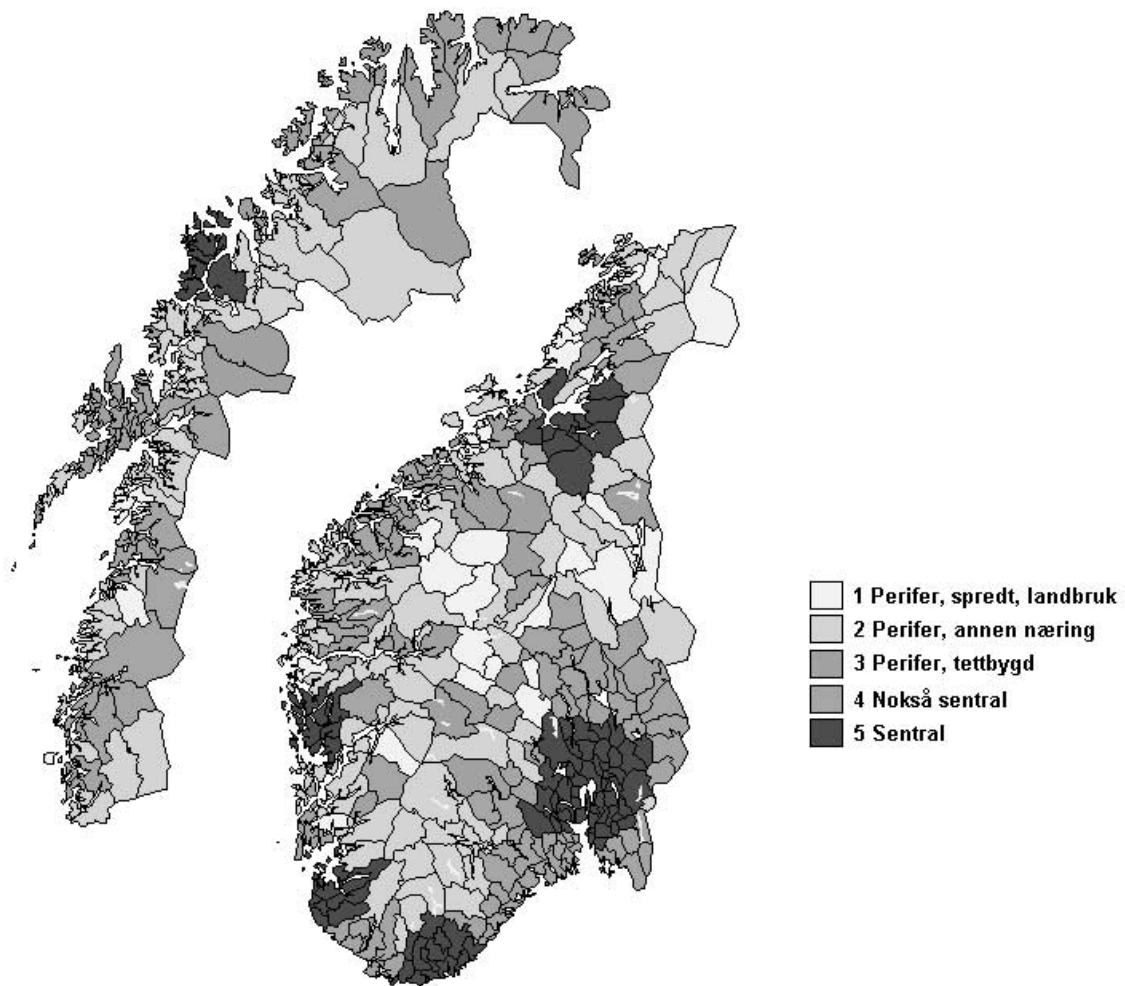 1 Perifer, spredt, landbruk
2 Perifer, annen næring
3 Perifer, tettbygd
4 Nokså sentral
5 Sentral